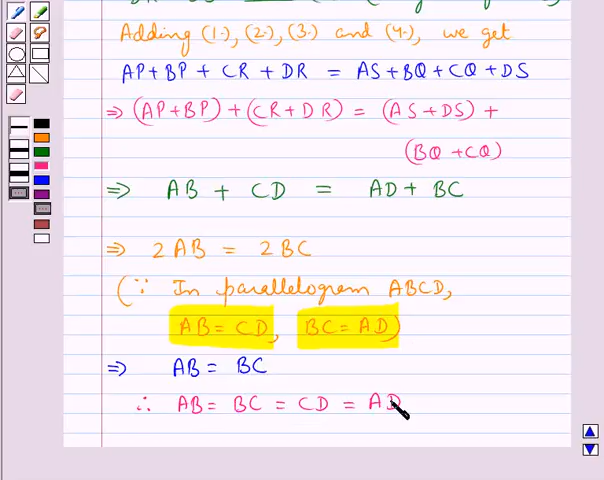 Adding (1.), (2.), (3.) and (4.), we get
AP+BP + CR + DR = AS+BQ + CQ + DS
⇒ (AP+BP) + (CR + DR) = (AS + DS) +
(BQ + CQ)
⇒ AB + CD = AD + BC
⇒ 2AB = 2BC
(∵ In parallelogram ABCD,
AB = CD, BC = AD)
⇒ AB = BC
∴ AB = BC = CD = AD